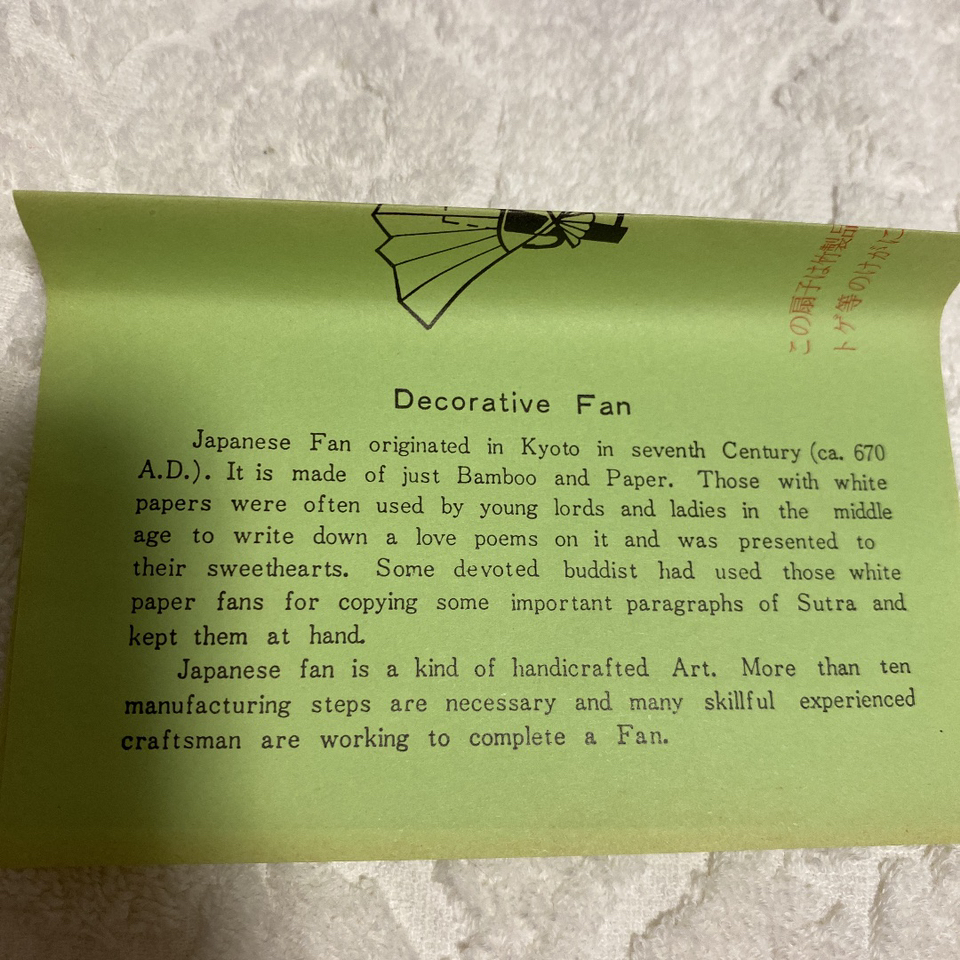 この扇子は竹製品
トゲ等のけがに
Decorative Fan
Japanese Fan originated in Kyoto in seventh Century (ca. 670
A.D.). It is made of just Bamboo and Paper. Those with white
papers were often used by young lords and ladies in the middle
age to write down a love poems on it and was presented to
their sweethearts. Some devoted buddist had used those white
paper fans for copying some important paragraphs of Sutra and
kept them at hand.
Japanese fan is a kind of handicrafted Art. More than ten
manufacturing steps are necessary and many skillful experienced
craftsman are working to complete a Fan.